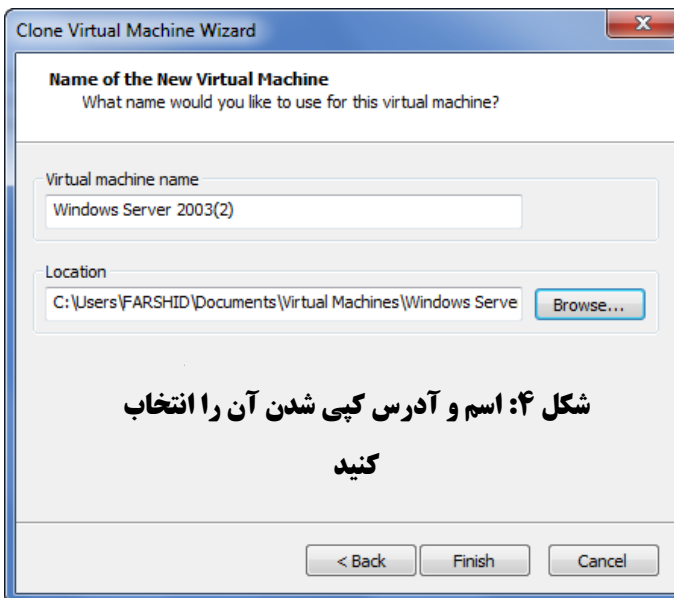 Clone Virtual Machine Wizard
Name of the New Virtual Machine
What name would you like to use for this virtual machine?
Virtual machine name
Windows Server 2003(2)
Location
C:\Users\FARSHID\Documents\Virtual Machines\Windows Serve
Browse...
شکل ۴: اسم و آدرس کپی شدن آن را انتخاب
کنید
< Back
Finish
Cancel